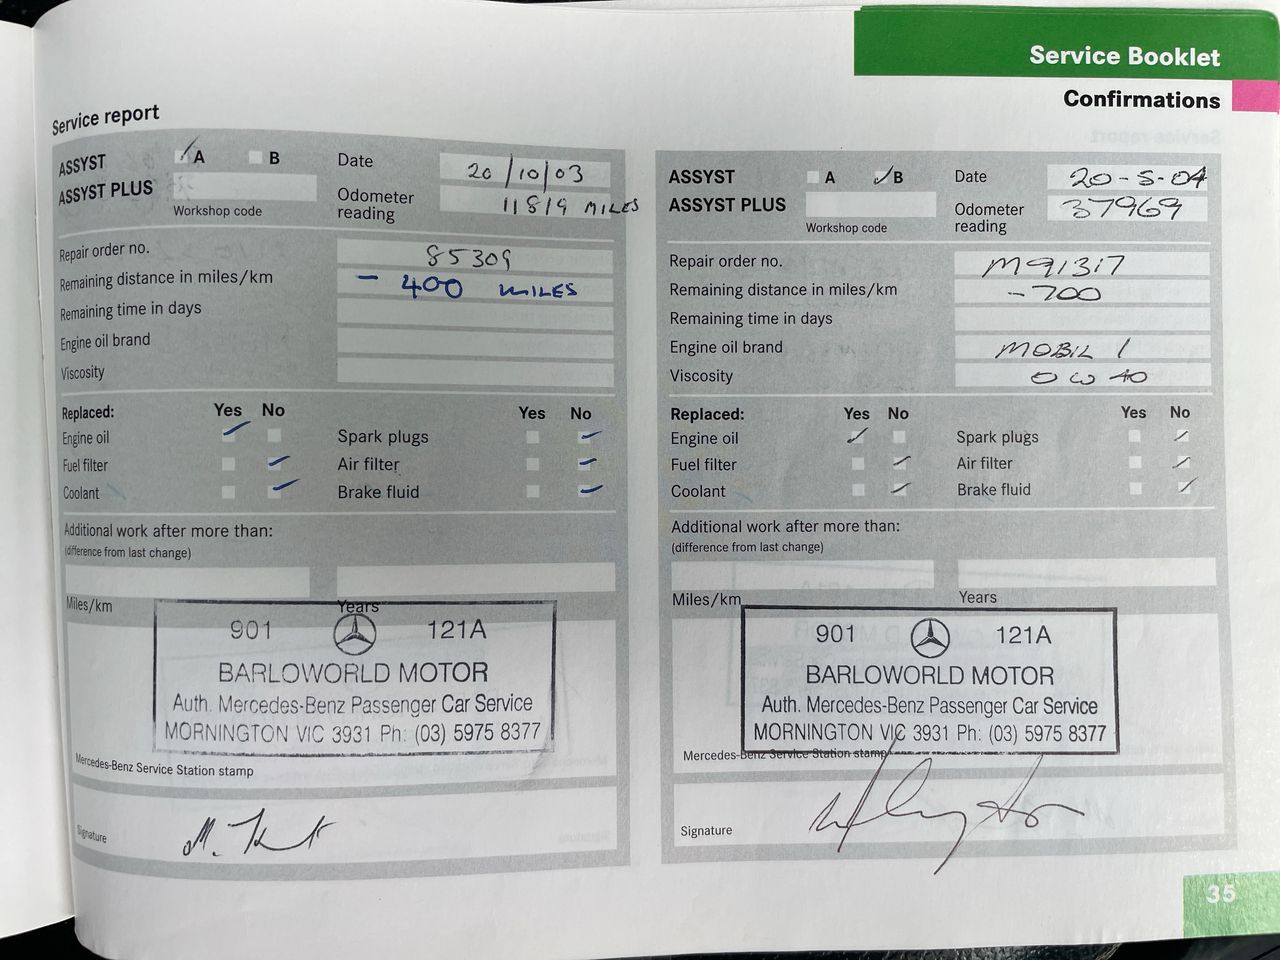 Service Booklet
Confirmations
Service report
ASSYST A B Date 20/10/03
ASSYST PLUS
Workshop code
Odometer reading 11819 MILES
Repair order no. 85309
Remaining distance in miles/km - 400 MILES
Remaining time in days
Engine oil brand
Viscosity
Replaced: Yes No Yes No
Engine oil Spark plugs
Fuel filter Air filter
Coolant Brake fluid
Additional work after more than:
(difference from last change)
Miles/km Years
901 121A
BARLOWORLD MOTOR
Auth. Mercedes-Benz Passenger Car Service
MORNINGTON VIC 3931 Ph: (03) 5975 8377
Mercedes-Benz Service Station stamp
Signature
ASSYST A B Date 20-5-04
ASSYST PLUS
Workshop code
Odometer reading 37969
Repair order no. M91317
Remaining distance in miles/km -700
Remaining time in days
Engine oil brand MOBIL 1
Viscosity 0W40
Replaced: Yes No Yes No
Engine oil Spark plugs
Fuel filter Air filter
Coolant Brake fluid
Additional work after more than:
(difference from last change)
Miles/km Years
901 121A
BARLOWORLD MOTOR
Auth. Mercedes-Benz Passenger Car Service
MORNINGTON VIC 3931 Ph: (03) 5975 8377
Mercedes-Benz Service Station stamp
Signature
35